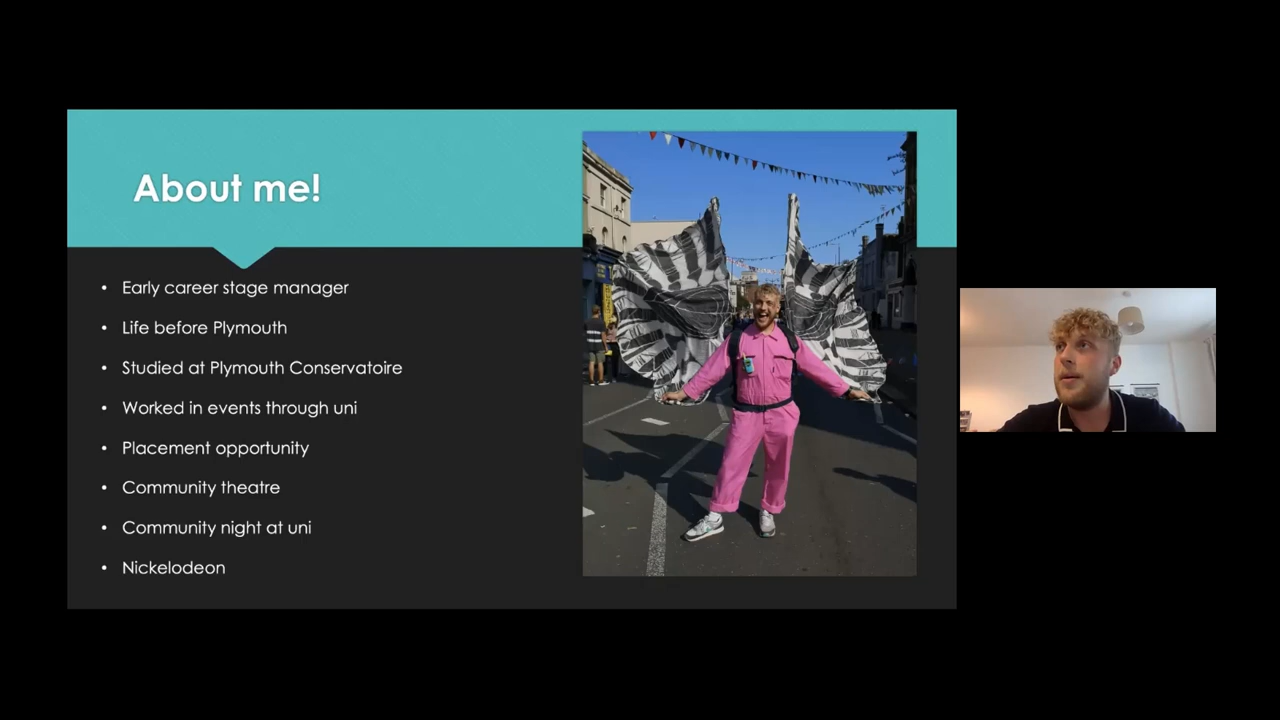 About me!
Early career stage manager
Life before Plymouth
Studied at Plymouth Conservatoire
Worked in events through uni
Placement opportunity
Community theatre
Community night at uni
Nickelodeon